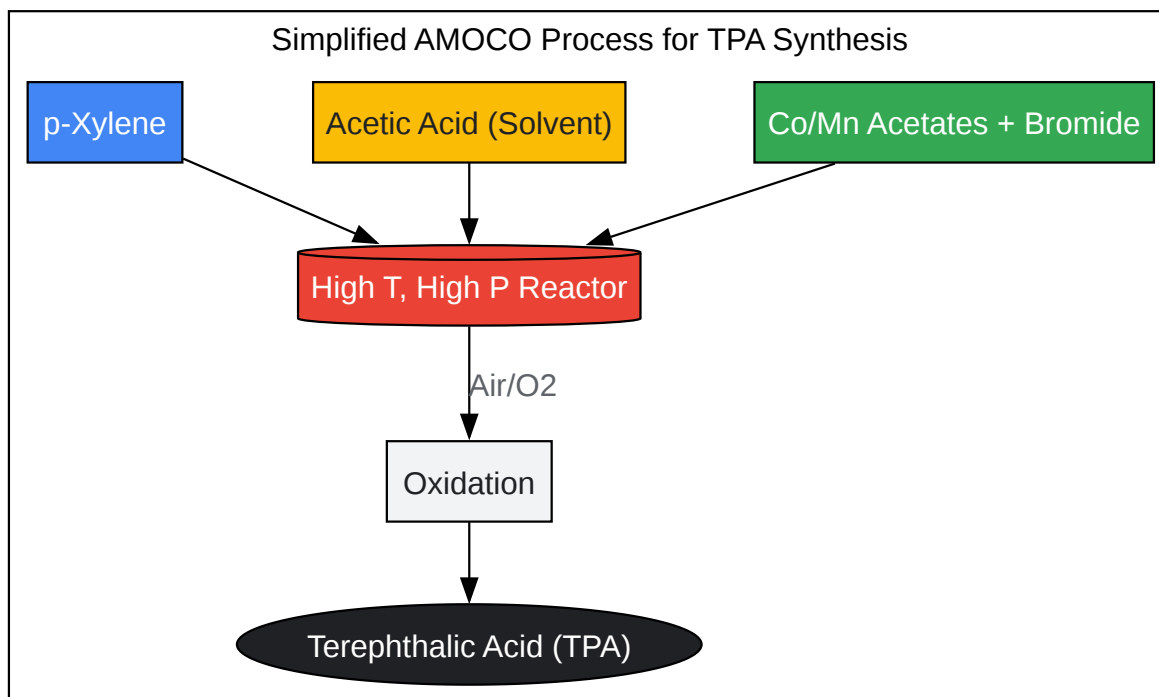 Simplified AMOCO Process for TPA Synthesis
p-Xylene
Acetic Acid (Solvent)
Co/Mn Acetates + Bromide
High T, High P Reactor
Air/O2
Oxidation
Terephthalic Acid (TPA)